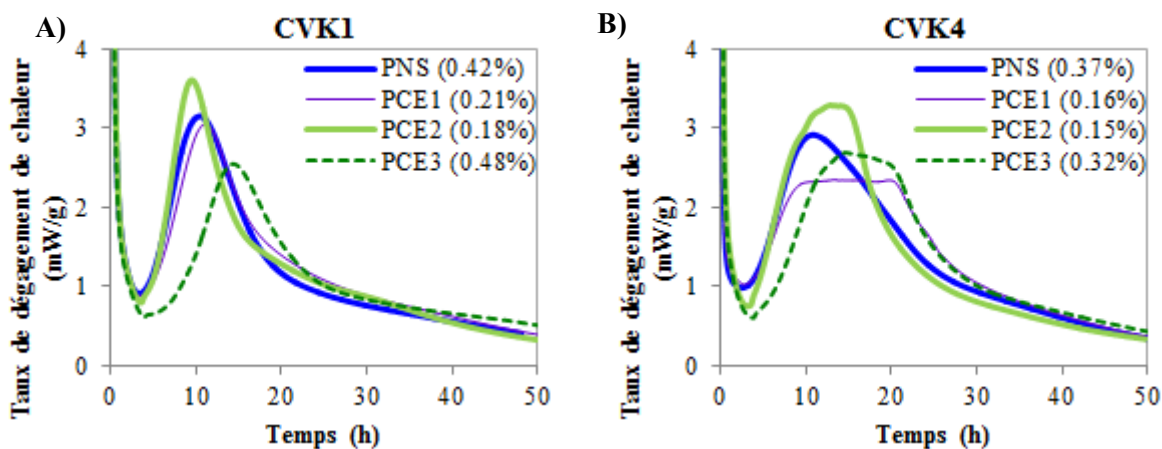 A)
CVK1
Taux de dégagement de chaleur
(mW/g)
4
3
2
1
0
PNS (0.42%)
PCE1 (0.21%)
PCE2 (0.18%)
PCE3 (0.48%)
0 10 20 30 40 50
Temps (h)
B)
CVK4
Taux de dégagement de chaleur
(mW/g)
4
3
2
1
0
PNS (0.37%)
PCE1 (0.16%)
PCE2 (0.15%)
PCE3 (0.32%)
0 10 20 30 40 50
Temps (h)